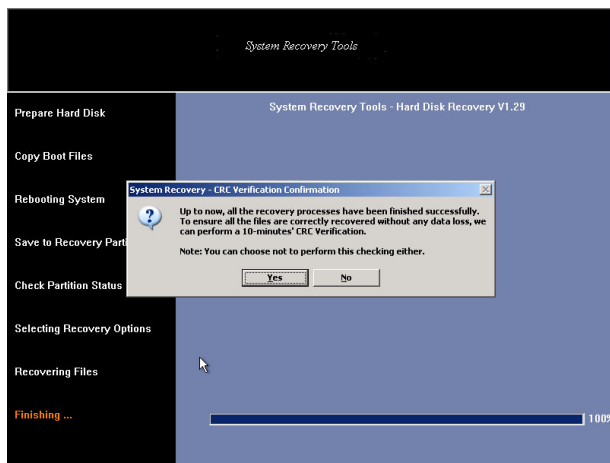 System Recovery Tools
System Recovery Tools - Hard Disk Recovery V1.29
Prepare Hard Disk
Copy Boot Files
Rebooting System
Save to Recovery Parti
Check Partition Status
Selecting Recovery Options
Recovering Files
Finishing ...
System Recovery - CRC Verification Confirmation
Up to now, all the recovery processes have been finished successfully.
To ensure all the files are correctly recovered without any data loss, we
can perform a 10-minutes' CRC Verification.
Note: You can choose not to perform this checking either.
Yes
No
100%